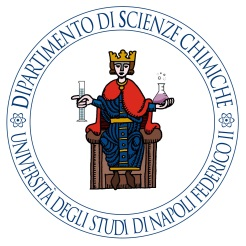 DIPARTIMENTO DI SCIENZE CHIMICHE
UNIVERSITÀ DEGLI STUDI DI NAPOLI FEDERICO II